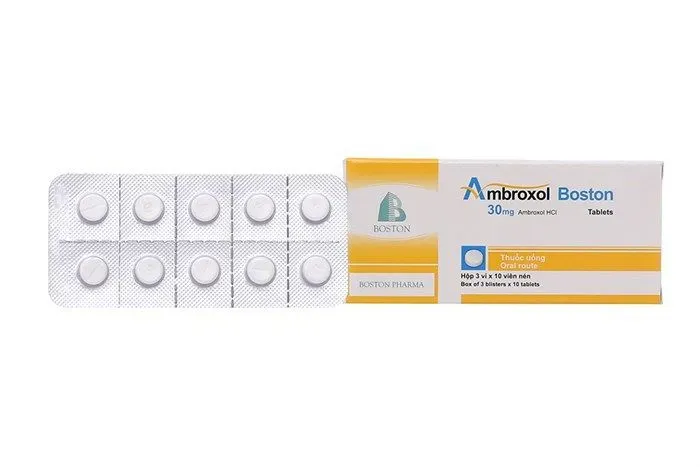 Ambroxol Boston
30mg Ambroxol HCl Tablets
BOSTON
Thuốc uống
Oral route
Hộp 3 vỉ x 10 viên nén
Box of 3 blisters x 10 tablets
BOSTON PHARMA